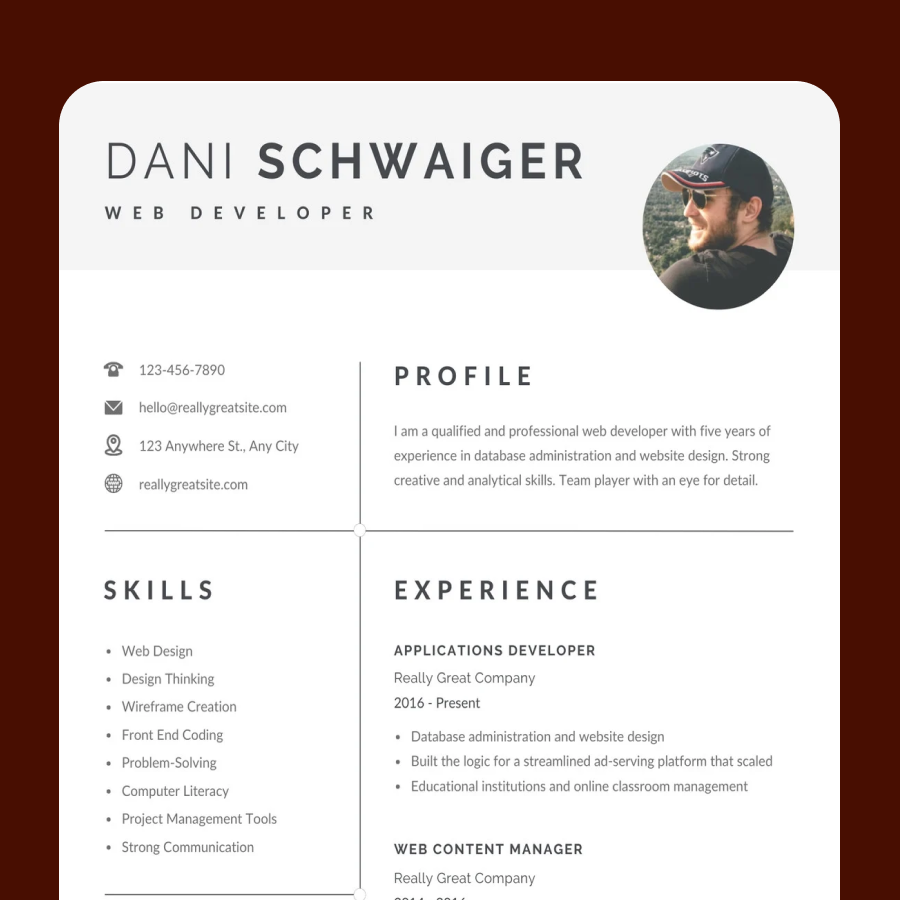 DANI SCHWAIGER
WEB DEVELOPER
123-456-7890
hello@reallygreatsite.com
123 Anywhere St., Any City
reallygreatsite.com
PROFILE
I am a qualified and professional web developer with five years of
experience in database administration and website design. Strong
creative and analytical skills. Team player with an eye for detail.
SKILLS
• Web Design
• Design Thinking
• Wireframe Creation
• Front End Coding
• Problem-Solving
• Computer Literacy
• Project Management Tools
• Strong Communication
EXPERIENCE
APPLICATIONS DEVELOPER
Really Great Company
2016 - Present
• Database administration and website design
• Built the logic for a streamlined ad-serving platform that scaled
• Educational institutions and online classroom management
WEB CONTENT MANAGER
Really Great Company